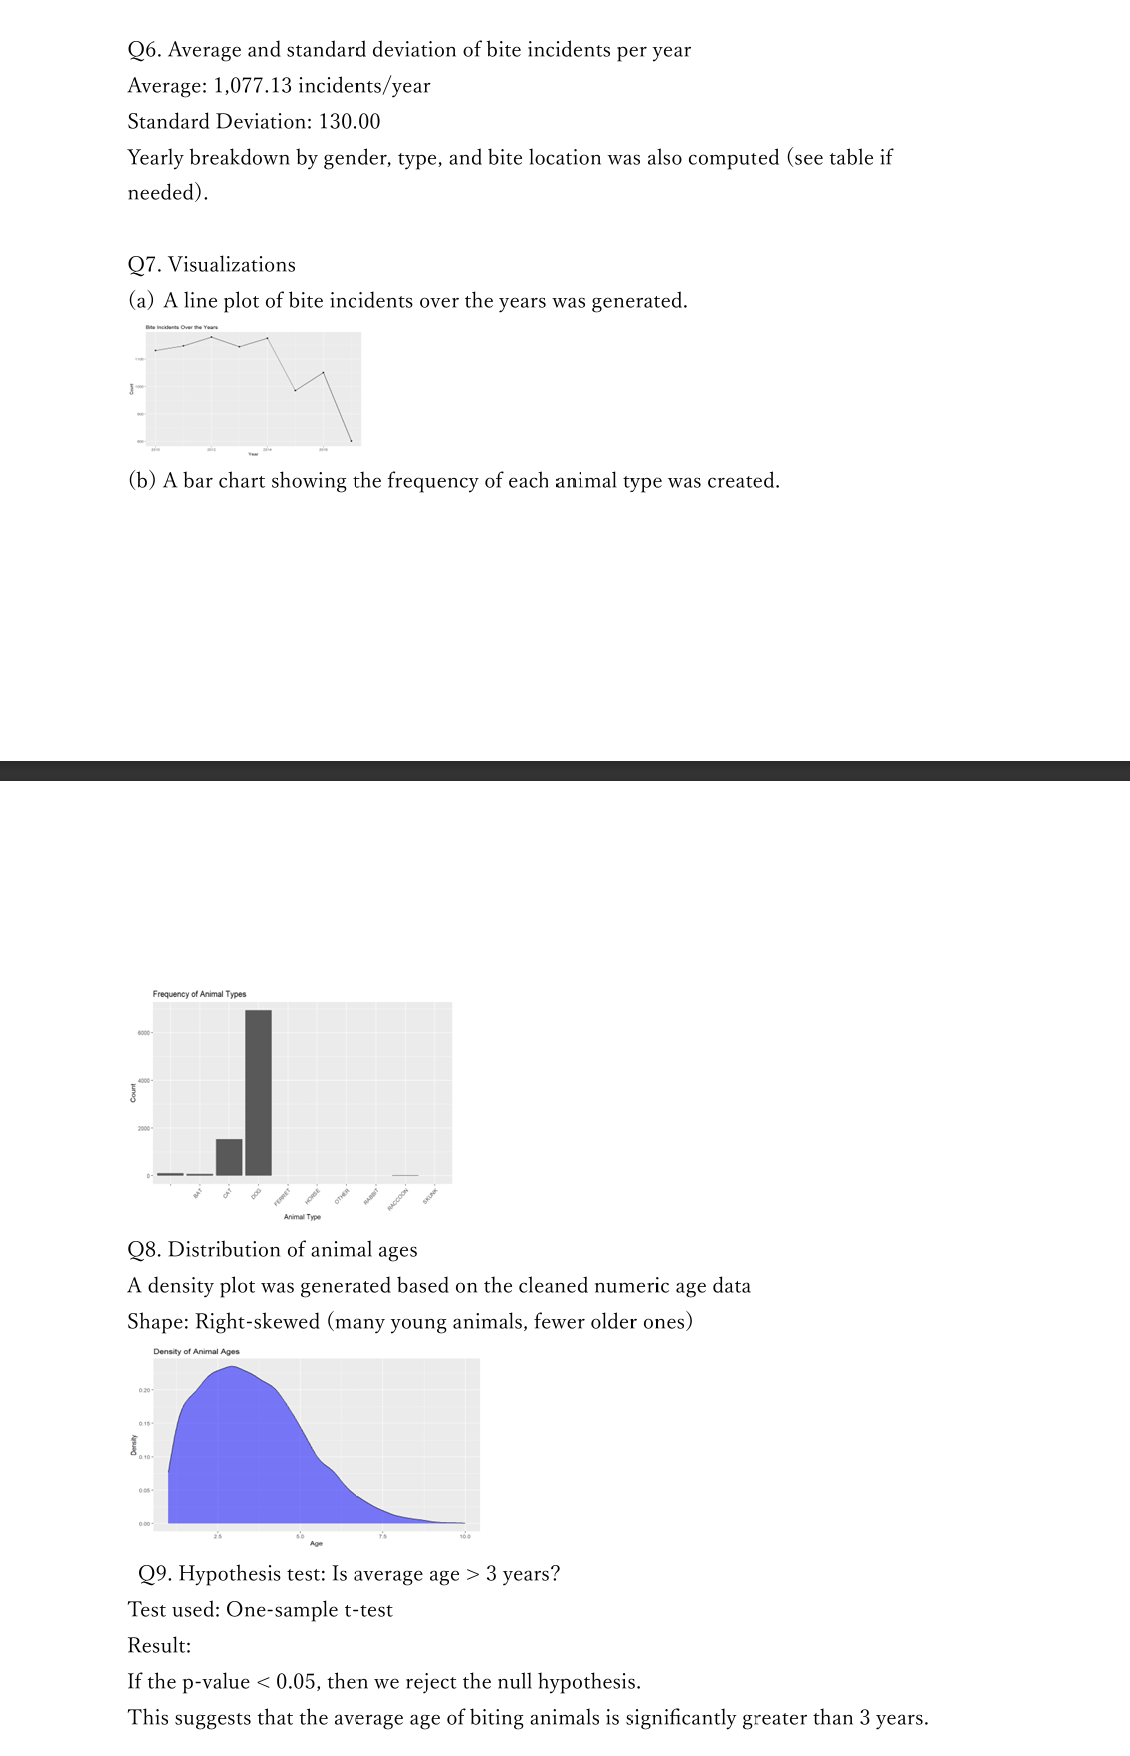 Q6. Average and standard deviation of bite incidents per year
Average: 1,077.13 incidents/year
Standard Deviation: 130.00
Yearly breakdown by gender, type, and bite location was also computed (see table if
needed).
Q7. Visualizations
(a) A line plot of bite incidents over the years was generated.
Bite Incidents Over the Years
Count
Year
(b) A bar chart showing the frequency of each animal type was created.
Frequency of Animal Types
6000
4000
2000
0
Count
BAT
CAT
DOG
FERRET
HORSE
OTHER
RABBIT
RACCOON
SKUNK
Animal Type
Q8. Distribution of animal ages
A density plot was generated based on the cleaned numeric age data
Shape: Right-skewed (many young animals, fewer older ones)
Density of Animal Ages
0.20
0.15
0.10
0.05
0.00
Density
2.5
5.0
7.5
10.0
Age
Q9. Hypothesis test: Is average age > 3 years?
Test used: One-sample t-test
Result:
If the p-value < 0.05, then we reject the null hypothesis.
This suggests that the average age of biting animals is significantly greater than 3 years.